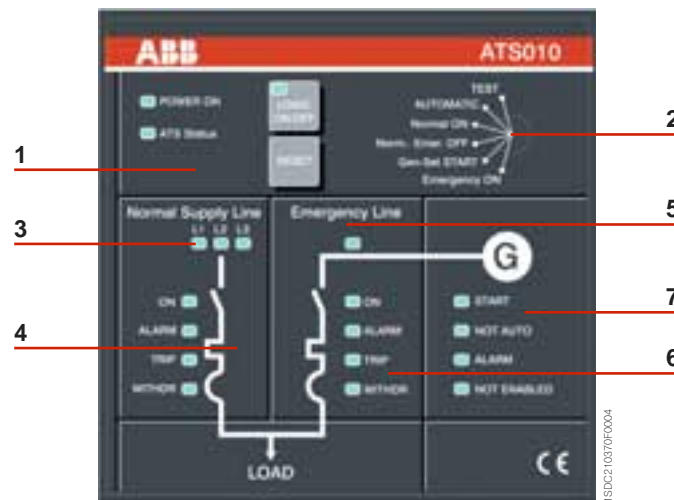 ABB ATS010
POWER ON
ATS Status
LOGIC
ON/OFF
RESET
TEST
AUTOMATIC
Normal ON
Norm.. Emer. OFF
Gen-Set START
Emergency ON
1
2
Normal Supply Line
L1 L2 L3
Emergency Line
3
5
G
ON
ALARM
TRIP
WITHDR
4
ON
ALARM
TRIP
WITHDR
6
START
NOT AUTO
ALARM
NOT ENABLED
7
LOAD
CE
1SDC210370F0004